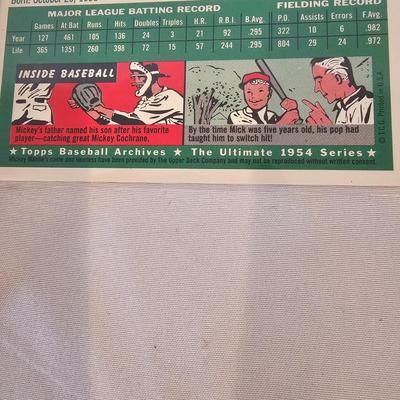 Born: October 20,
MAJOR LEAGUE BATTING RECORD FIELDING RECORD
Games At Bat Runs Hits Doubles Triples H.R. R.B.I. B.Avg. P.O. Assists Errors F.Avg.
Year 127 461 105 136 24 3 21 92 .295 322 10 6 .982
Life 365 1351 260 398 72 15 57 .295 804 29 24 .972
INSIDE BASEBALL
Mickey's father named his son after his favorite
player—catching great Mickey Cochrane.
By the time Mick was five years old, his pop had
taught him to switch hit!
© T.C.G. Printed in U.S.A.
★ Topps Baseball Archives ★ The Ultimate 1954 Series ★
Mickey Mantle's name and likeness have been provided by The Upper Deck Company and may not be reproduced without written consent.